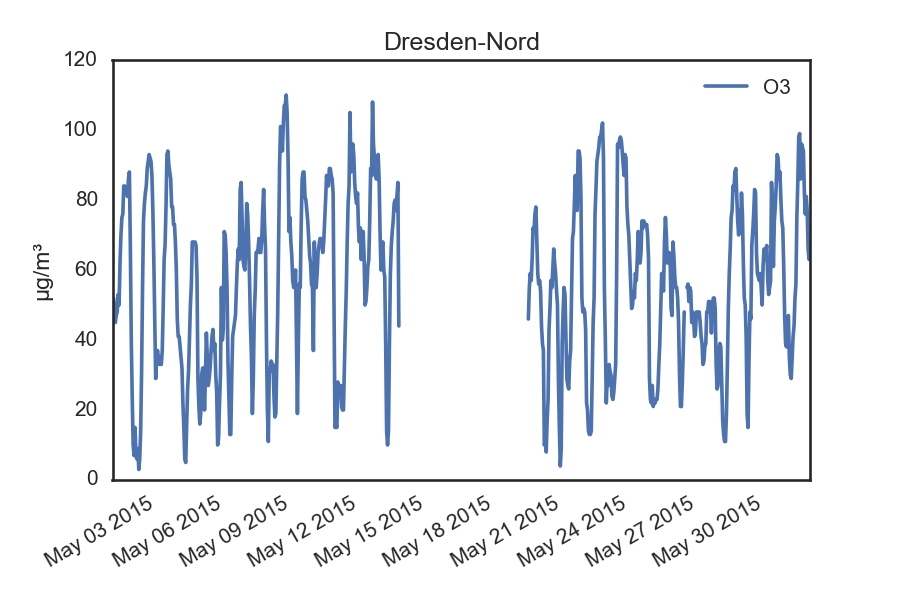 Dresden-Nord
O3
µg/m³
120
100
80
60
40
20
0
May 03 2015
May 06 2015
May 09 2015
May 12 2015
May 15 2015
May 18 2015
May 21 2015
May 24 2015
May 27 2015
May 30 2015